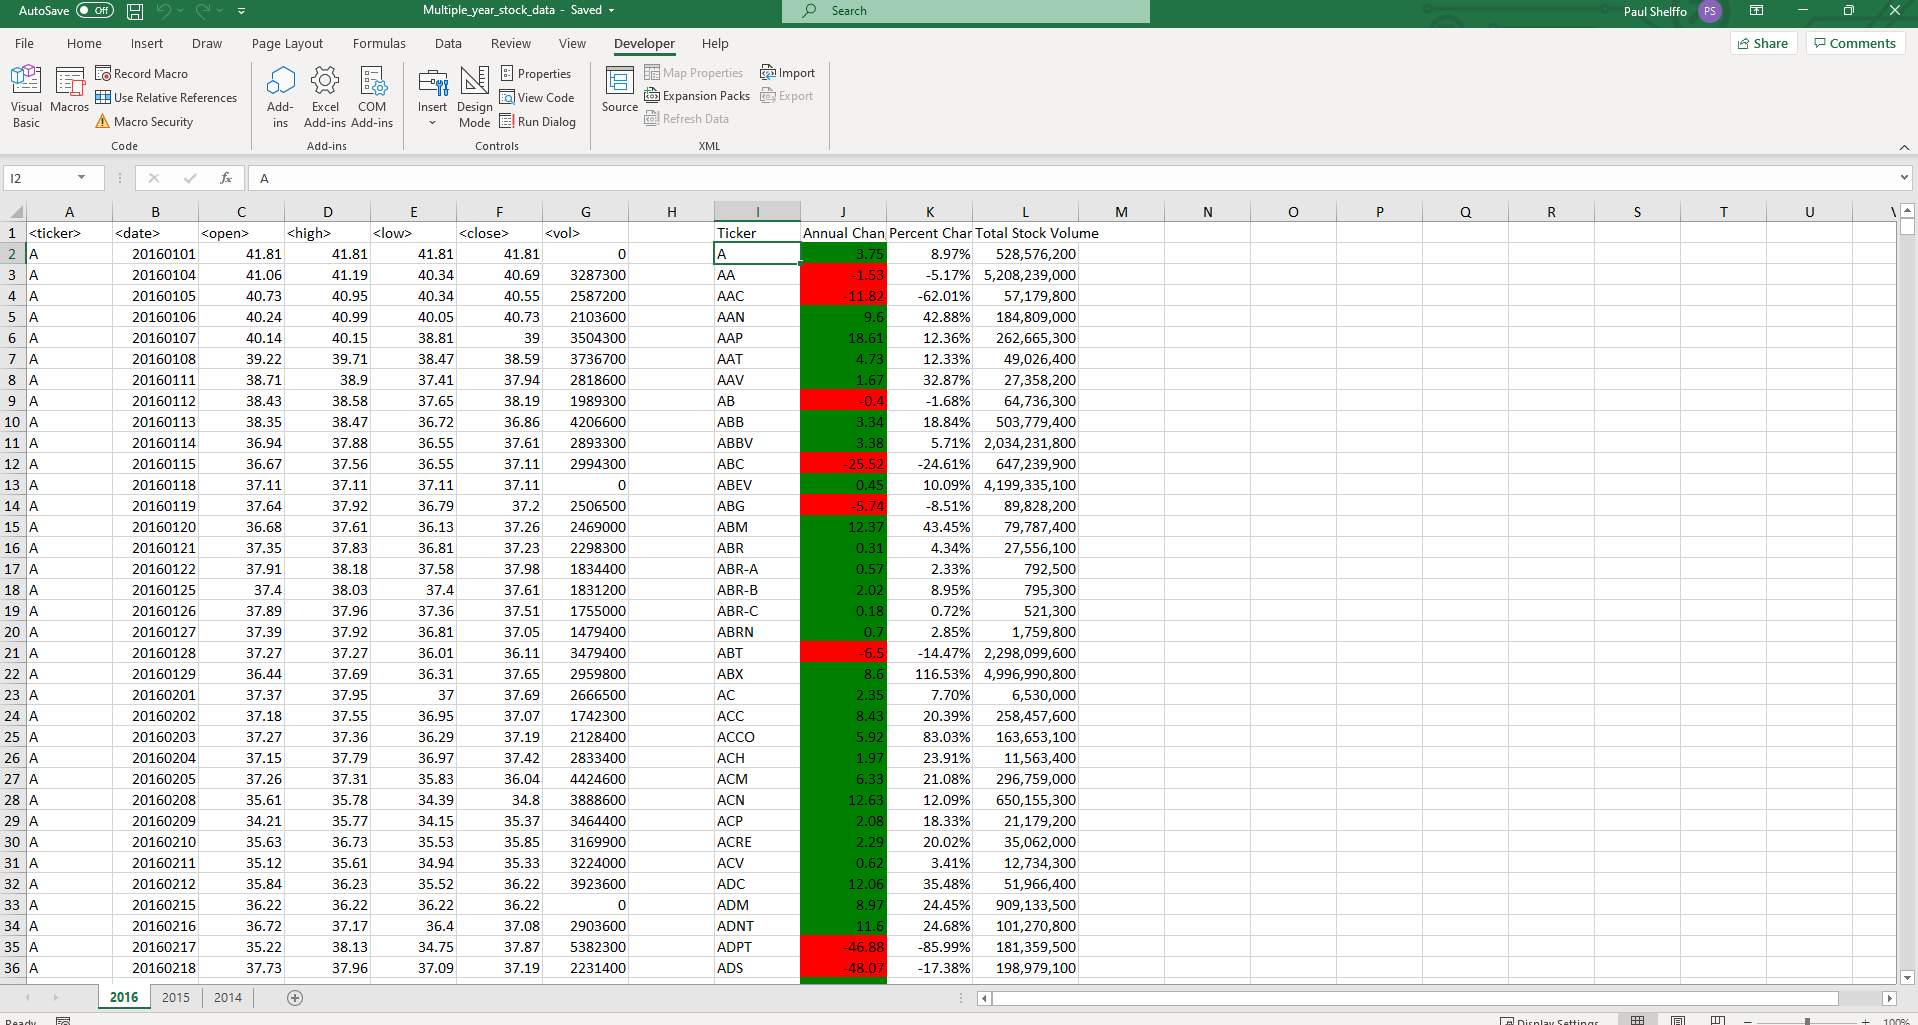 AutoSave Off Multiple_year_stock_data - Saved Search Paul Shelffo PS
File Home Insert Draw Page Layout Formulas Data Review View Developer Help Share Comments
Visual Basic
Macros
Record Macro
Use Relative References
Macro Security
Code
Add-ins
Excel Add-ins
COM Add-ins
Add-ins
Insert
Design Mode
Properties
View Code
Run Dialog
Controls
Source
Map Properties
Expansion Packs
Refresh Data
Import
Export
XML
I2 fx A
A B C D E F G H I J K L M N O P Q R S T U
1 <ticker> <date> <open> <high> <low> <close> <vol> Ticker Annual Chan Percent Char Total Stock Volume
2 A 20160101 41.81 41.81 41.81 41.81 0 A 3.75 8.97% 528,576,200
3 A 20160104 41.06 41.19 40.34 40.69 3287300 AA -1.53 -5.17% 5,208,239,000
4 A 20160105 40.73 40.95 40.34 40.55 2587200 AAC -11.82 -62.01% 57,179,800
5 A 20160106 40.24 40.99 40.05 40.73 2103600 AAN 9.6 42.88% 184,809,000
6 A 20160107 40.14 40.15 38.81 39 3504300 AAP 18.61 12.36% 262,665,300
7 A 20160108 39.22 39.71 38.47 38.59 3736700 AAT 4.73 12.33% 49,026,400
8 A 20160111 38.71 38.9 37.41 37.94 2818600 AAV 1.67 32.87% 27,358,200
9 A 20160112 38.43 38.58 37.65 38.19 1989300 AB -0.4 -1.68% 64,736,300
10 A 20160113 38.35 38.47 36.72 36.86 4206600 ABB 3.34 18.84% 503,779,400
11 A 20160114 36.94 37.88 36.55 37.61 2893300 ABBV 3.38 5.71% 2,034,231,800
12 A 20160115 36.67 37.56 36.55 37.11 2994300 ABC -25.52 -24.61% 647,239,900
13 A 20160118 37.11 37.11 37.11 37.11 0 ABEV 0.45 10.09% 4,199,335,100
14 A 20160119 37.64 37.92 36.79 37.2 2506500 ABG -5.74 -8.51% 89,828,200
15 A 20160120 36.68 37.61 36.13 37.26 2469000 ABM 12.37 43.45% 79,787,400
16 A 20160121 37.35 37.83 36.81 37.23 2298300 ABR 0.31 4.34% 27,556,100
17 A 20160122 37.91 38.18 37.58 37.98 1834400 ABR-A 0.57 2.33% 792,500
18 A 20160125 37.4 38.03 37.4 37.61 1831200 ABR-B 2.02 8.95% 795,300
19 A 20160126 37.89 37.96 37.36 37.51 1755000 ABR-C 0.18 0.72% 521,300
20 A 20160127 37.39 37.92 36.81 37.05 1479400 ABRN 0.7 2.85% 1,759,800
21 A 20160128 37.27 37.27 36.01 36.11 3479400 ABT -6.5 -14.47% 2,298,099,600
22 A 20160129 36.44 37.69 36.31 37.65 2959800 ABX 8.6 116.53% 4,996,990,800
23 A 20160201 37.37 37.95 37 37.69 2666500 AC 2.35 7.70% 6,530,000
24 A 20160202 37.18 37.55 36.95 37.07 1742300 ACC 8.43 20.39% 258,457,600
25 A 20160203 37.27 37.36 36.29 37.19 2128400 ACCO 5.92 83.03% 163,653,100
26 A 20160204 37.15 37.79 36.97 37.42 2833400 ACH 1.97 23.91% 11,563,400
27 A 20160205 37.26 37.31 35.83 36.04 4424600 ACM 6.33 21.08% 296,759,000
28 A 20160208 35.61 35.78 34.39 34.8 3888600 ACN 12.63 12.09% 650,155,300
29 A 20160209 34.21 35.77 34.15 35.37 3464400 ACP 2.08 18.33% 21,179,200
30 A 20160210 35.63 36.73 35.53 35.85 3169900 ACRE 2.29 20.02% 35,062,000
31 A 20160211 35.12 35.61 34.94 35.33 3224000 ACV 0.62 3.41% 12,734,300
32 A 20160212 35.84 36.23 35.52 36.22 3923600 ADC 12.06 35.48% 51,966,400
33 A 20160215 36.22 36.22 36.22 36.22 0 ADM 8.97 24.45% 909,133,500
34 A 20160216 36.72 37.17 36.4 37.08 2903600 ADNT 11.6 24.68% 101,270,800
35 A 20160217 35.22 38.13 34.75 37.87 5382300 ADPT -46.88 -85.99% 181,359,500
36 A 20160218 37.73 37.96 37.09 37.19 2231400 ADS -48.07 -17.38% 198,979,100
2016 2015 2014
Ready Display Settings 100%